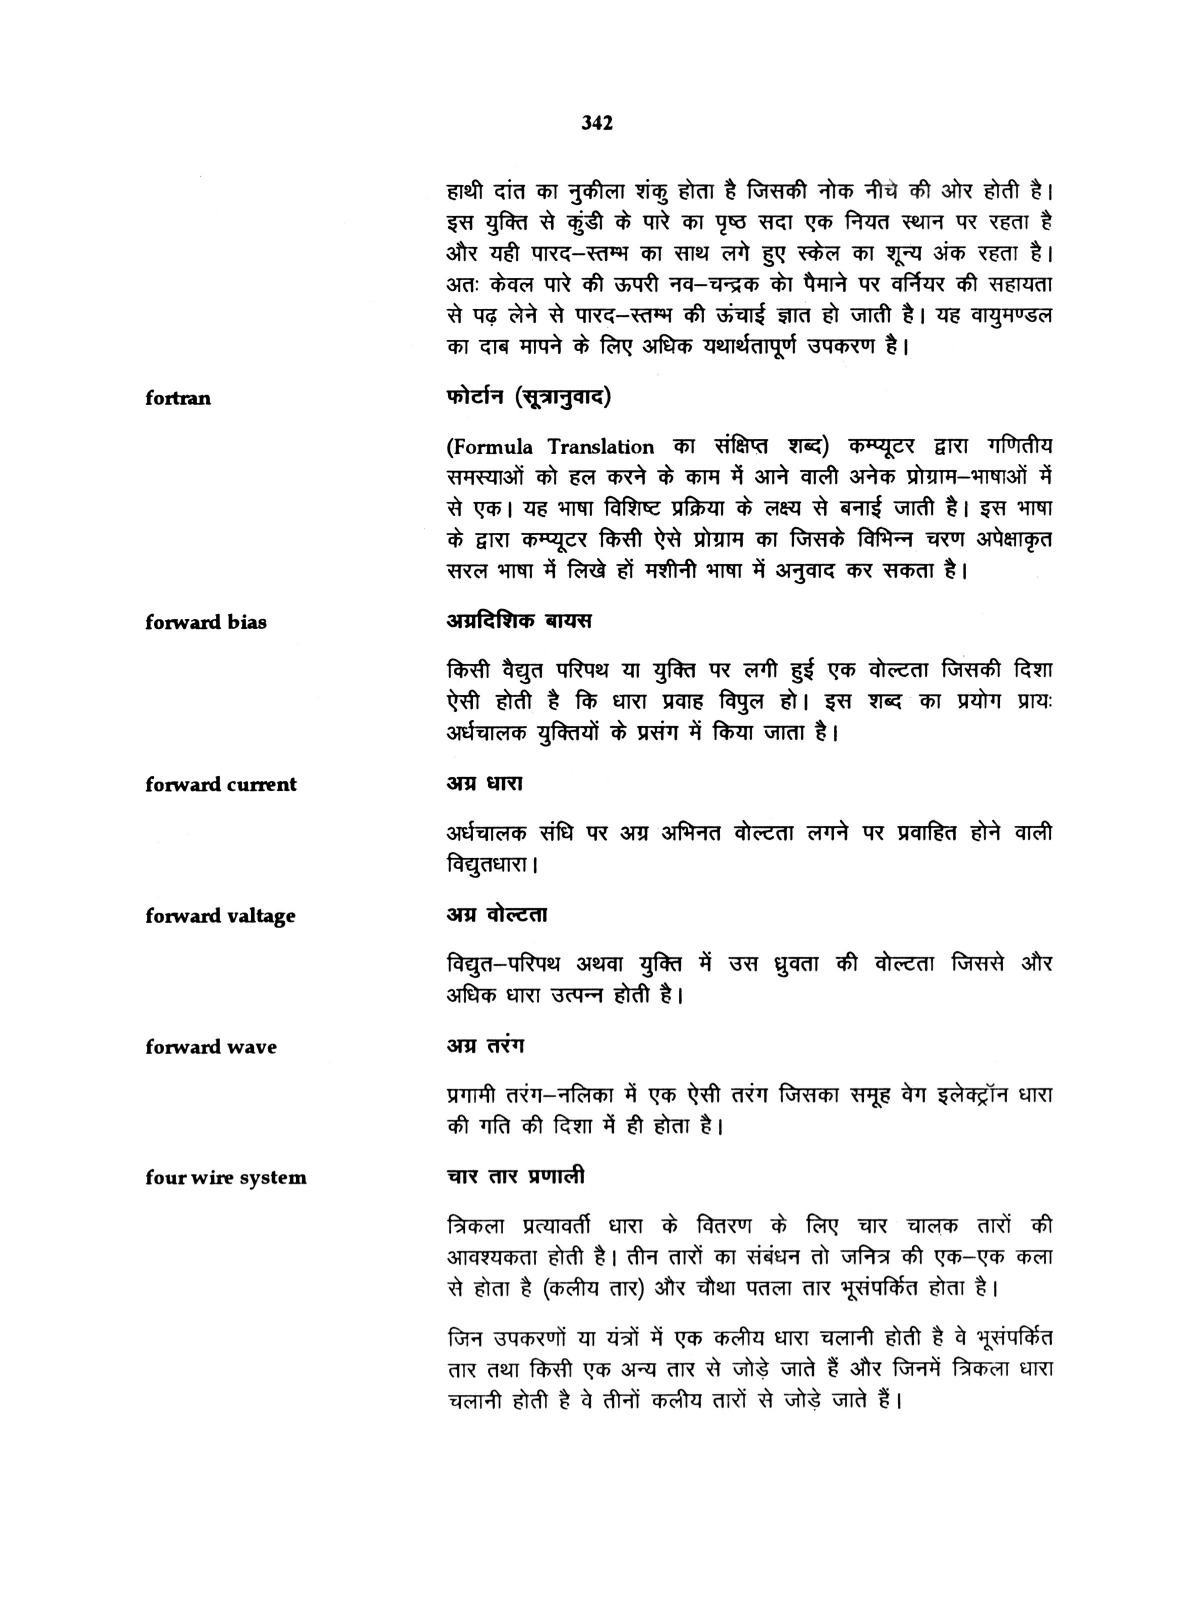 342
हाथी दांत का नुकीला शंकु होता है जिसकी नोक नीचे की ओर होती है।
इस युक्ति से कुंडी के पारे का पृष्ठ सदा एक नियत स्थान पर रहता है
और यही पारद–स्तम्भ का साथ लगे हुए स्केल का शून्य अंक रहता है।
अतः केवल पारे की ऊपरी नव–चन्द्रक केा पैमाने पर वर्नियर की सहायता
से पढ़ लेने से पारद–स्तम्भ की ऊंचाई ज्ञात हो जाती है। यह वायुमण्डल
का दाब मापने के लिए अधिक यथार्थतापूर्ण उपकरण है।
fortran फोर्टान (सूत्रानुवाद)
(Formula Translation का संक्षिप्त शब्द) कम्प्यूटर द्वारा गणितीय
समस्याओं को हल करने के काम में आने वाली अनेक प्रोग्राम–भाषाओं में
से एक। यह भाषा विशिष्ट प्रक्रिया के लक्ष्य से बनाई जाती है। इस भाषा
के द्वारा कम्प्यूटर किसी ऐसे प्रोग्राम का जिसके विभिन्न चरण अपेक्षाकृत
सरल भाषा में लिखे हों मशीनी भाषा में अनुवाद कर सकता है।
forward bias अग्रदिशिक बायस
किसी वैद्युत परिपथ या युक्ति पर लगी हुई एक वोल्टता जिसकी दिशा
ऐसी होती है कि धारा प्रवाह विपुल हो। इस शब्द का प्रयोग प्रायः
अर्धचालक युक्तियों के प्रसंग में किया जाता है।
forward current अग्र धारा
अर्धचालक संधि पर अग्र अभिनत वोल्टता लगने पर प्रवाहित होने वाली
विद्युतधारा।
forward valtage अग्र वोल्टता
विद्युत–परिपथ अथवा युक्ति में उस ध्रुवता की वोल्टता जिससे और
अधिक धारा उत्पन्न होती है।
forward wave अग्र तरंग
प्रगामी तरंग–नलिका में एक ऐसी तरंग जिसका समूह वेग इलेक्ट्रॉन धारा
की गति की दिशा में ही होता है।
four wire system चार तार प्रणाली
त्रिकला प्रत्यावर्ती धारा के वितरण के लिए चार चालक तारों की
आवश्यकता होती है। तीन तारों का संबंधन तो जनित्र की एक–एक कला
से होता है (कलीय तार) और चौथा पतला तार भूसंपर्कित होता है।
जिन उपकरणों या यंत्रों में एक कलीय धारा चलानी होती है वे भूसंपर्कित
तार तथा किसी एक अन्य तार से जोड़े जाते हैं और जिनमें त्रिकला धारा
चलानी होती है वे तीनों कलीय तारों से जोड़े जाते हैं।